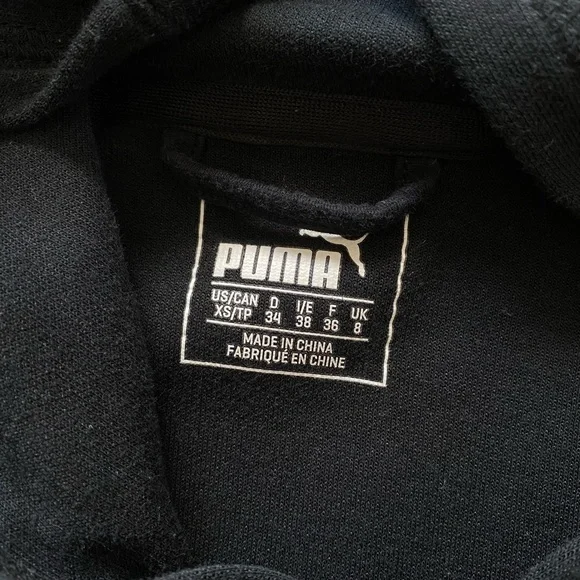 PUMA
US/CAN D I/E F UK
XS/TP 34 38 36 8
MADE IN CHINA
FABRIQUÉ EN CHINE